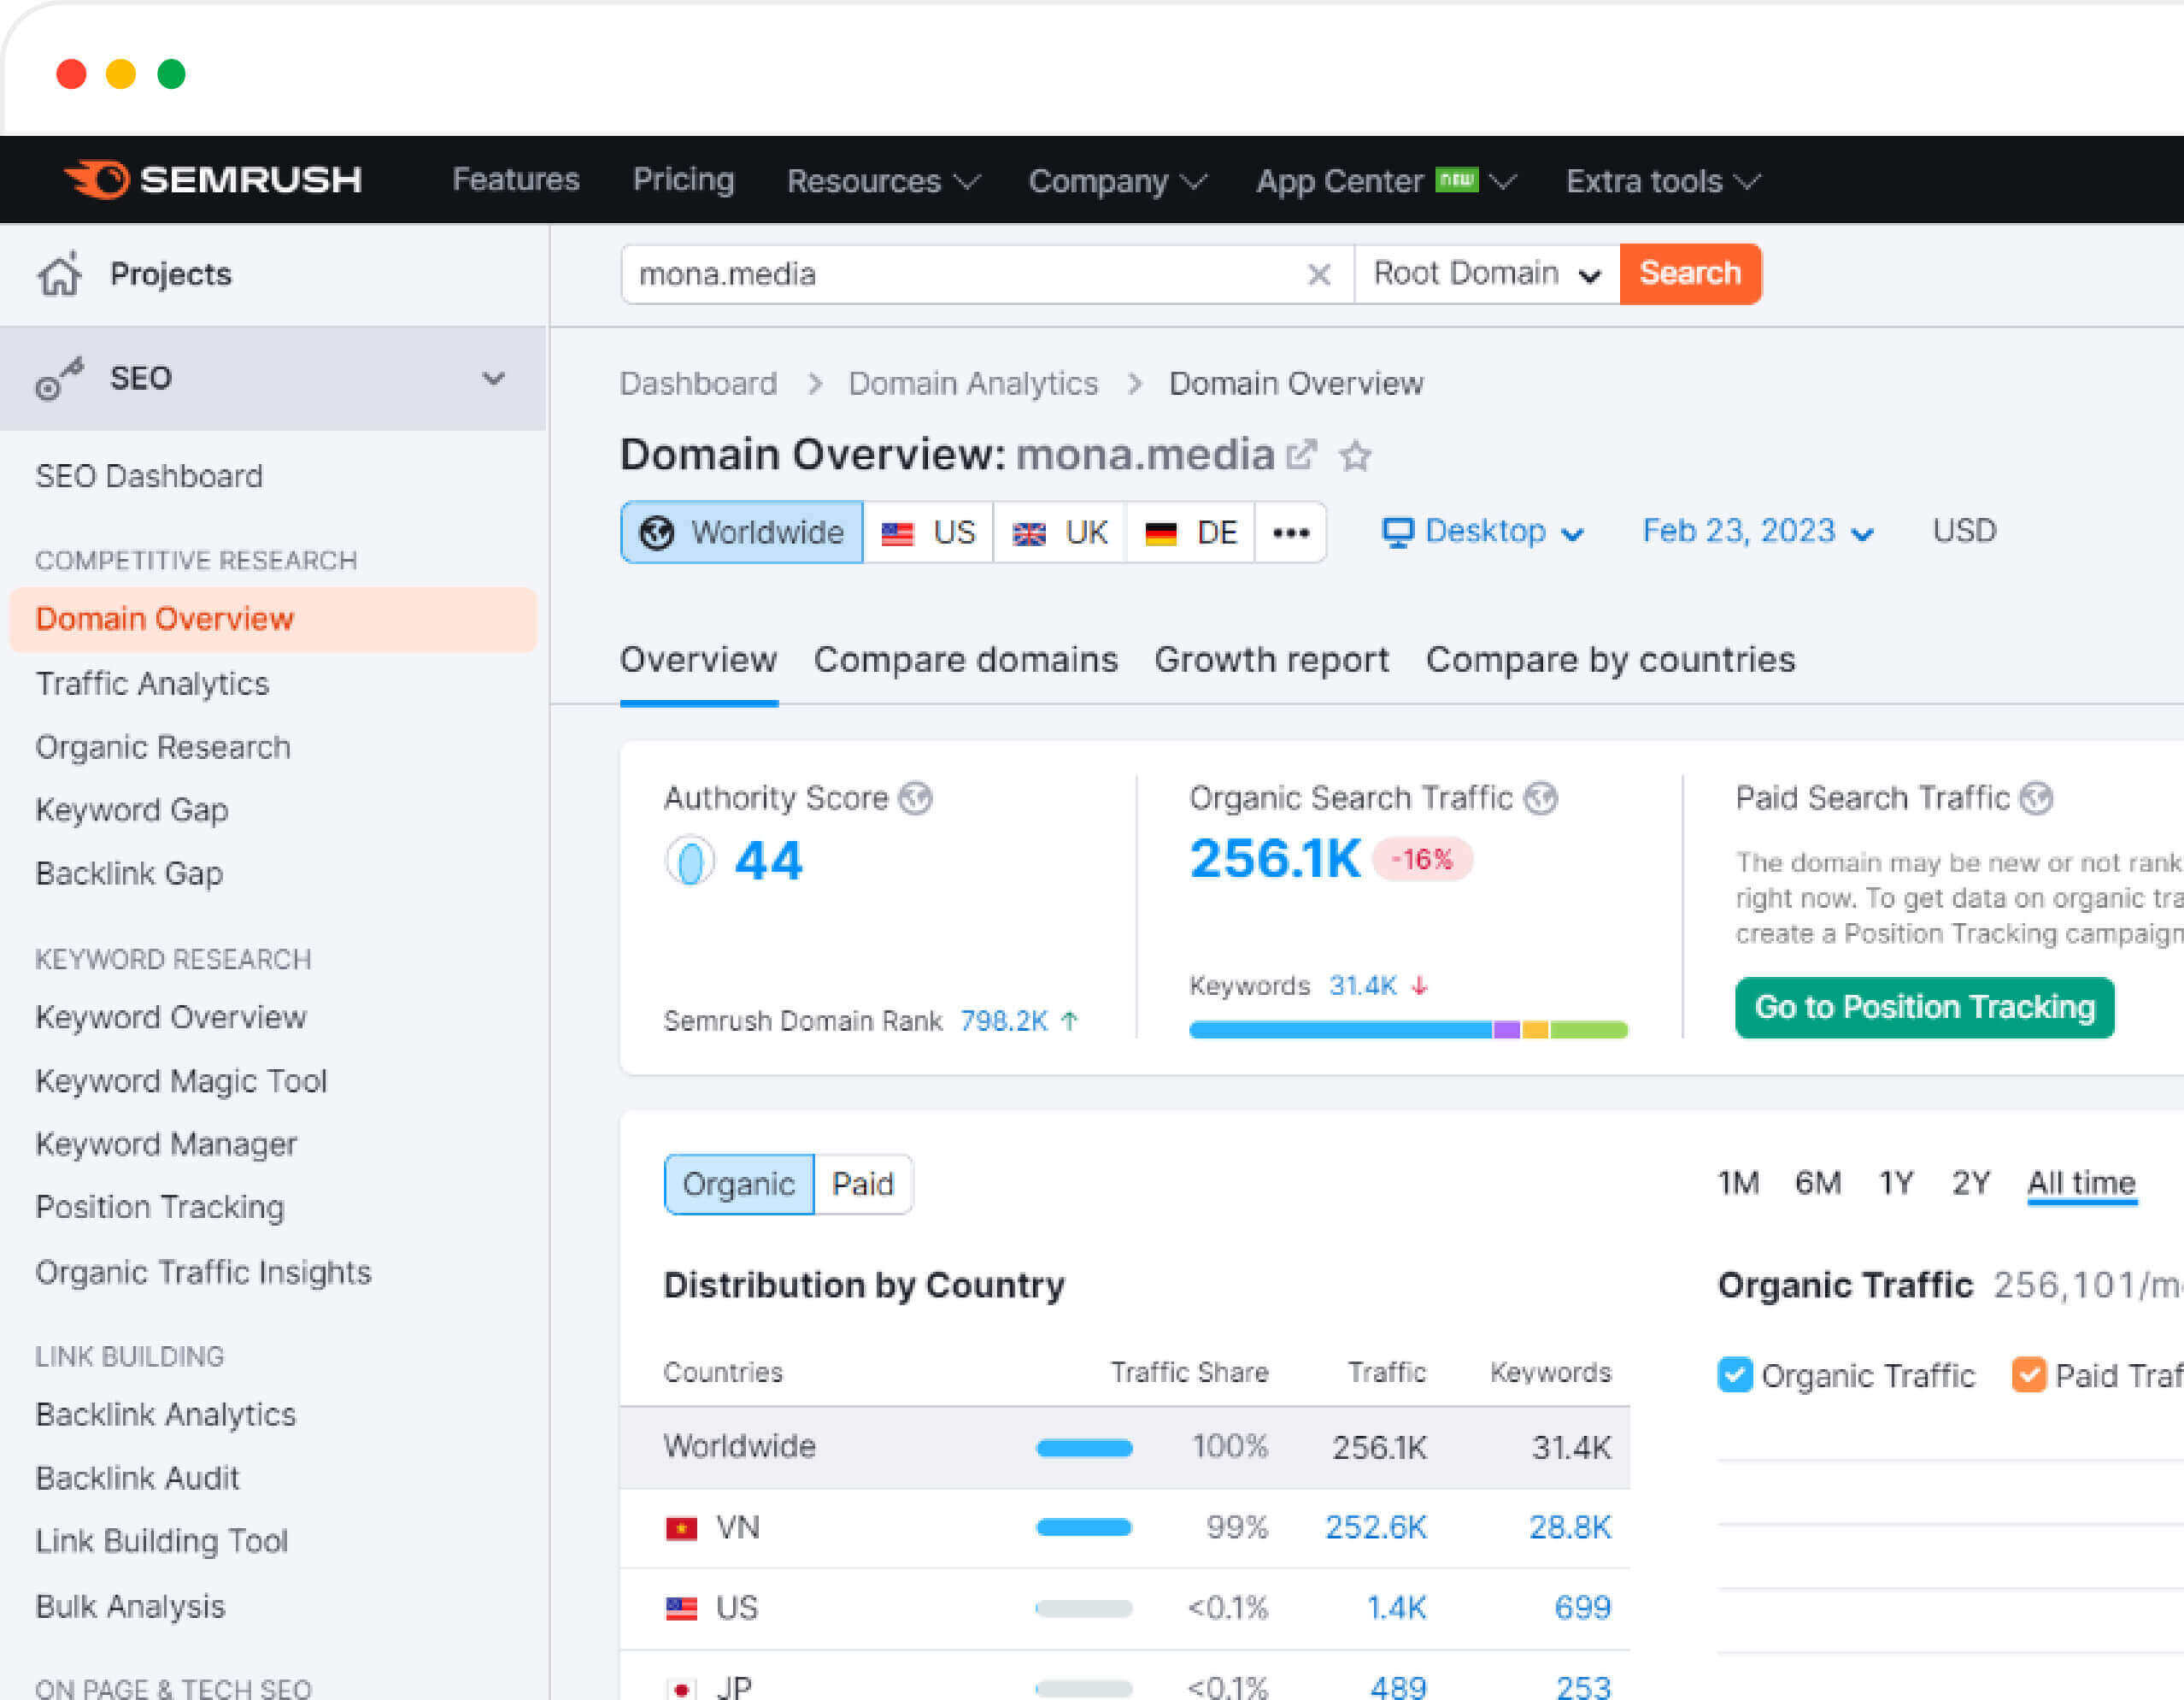 SEMRUSH Features Pricing Resources Company App Center new Extra tools
Projects
SEO
SEO Dashboard
COMPETITIVE RESEARCH
Domain Overview
Traffic Analytics
Organic Research
Keyword Gap
Backlink Gap
KEYWORD RESEARCH
Keyword Overview
Keyword Magic Tool
Keyword Manager
Position Tracking
Organic Traffic Insights
LINK BUILDING
Backlink Analytics
Backlink Audit
Link Building Tool
Bulk Analysis
ON PAGE & TECH SEO
mona.media Root Domain Search
Dashboard > Domain Analytics > Domain Overview
Domain Overview: mona.media
Worldwide US UK DE ••• Desktop Feb 23, 2023 USD
Overview Compare domains Growth report Compare by countries
Authority Score
44
Semrush Domain Rank 798.2K ↑
Organic Search Traffic
256.1K -16%
Keywords 31.4K ↓
Paid Search Traffic
The domain may be new or not rank
right now. To get data on organic tra
create a Position Tracking campaign
Go to Position Tracking
Organic Paid
Distribution by Country
Countries Traffic Share Traffic Keywords
Worldwide 100% 256.1K 31.4K
VN 99% 252.6K 28.8K
US <0.1% 1.4K 699
JP <0.1% 489 253
1M 6M 1Y 2Y All time
Organic Traffic 256,101/m
Organic Traffic Paid Traf